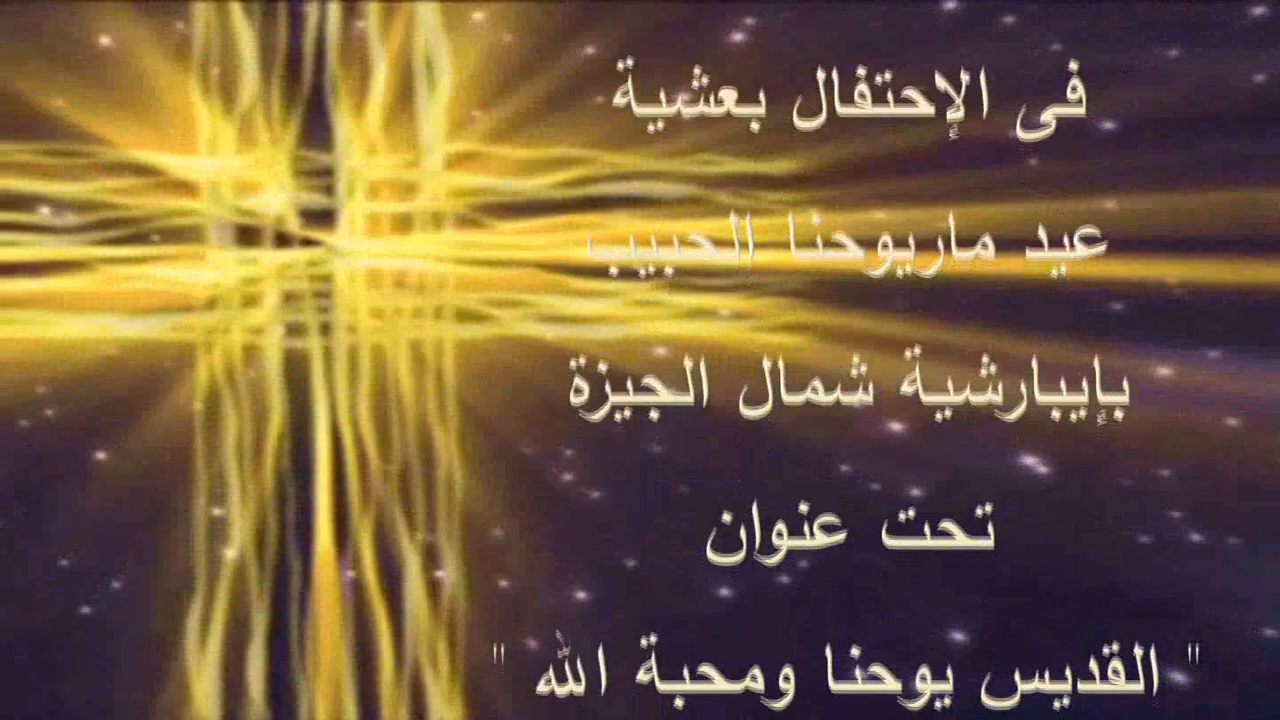 فى الإحتفال بعشية
عيد ماريوحنا الحبيب
بإيبارشية شمال الجيزة
تحت عنوان
" القديس يوحنا ومحبة الله "